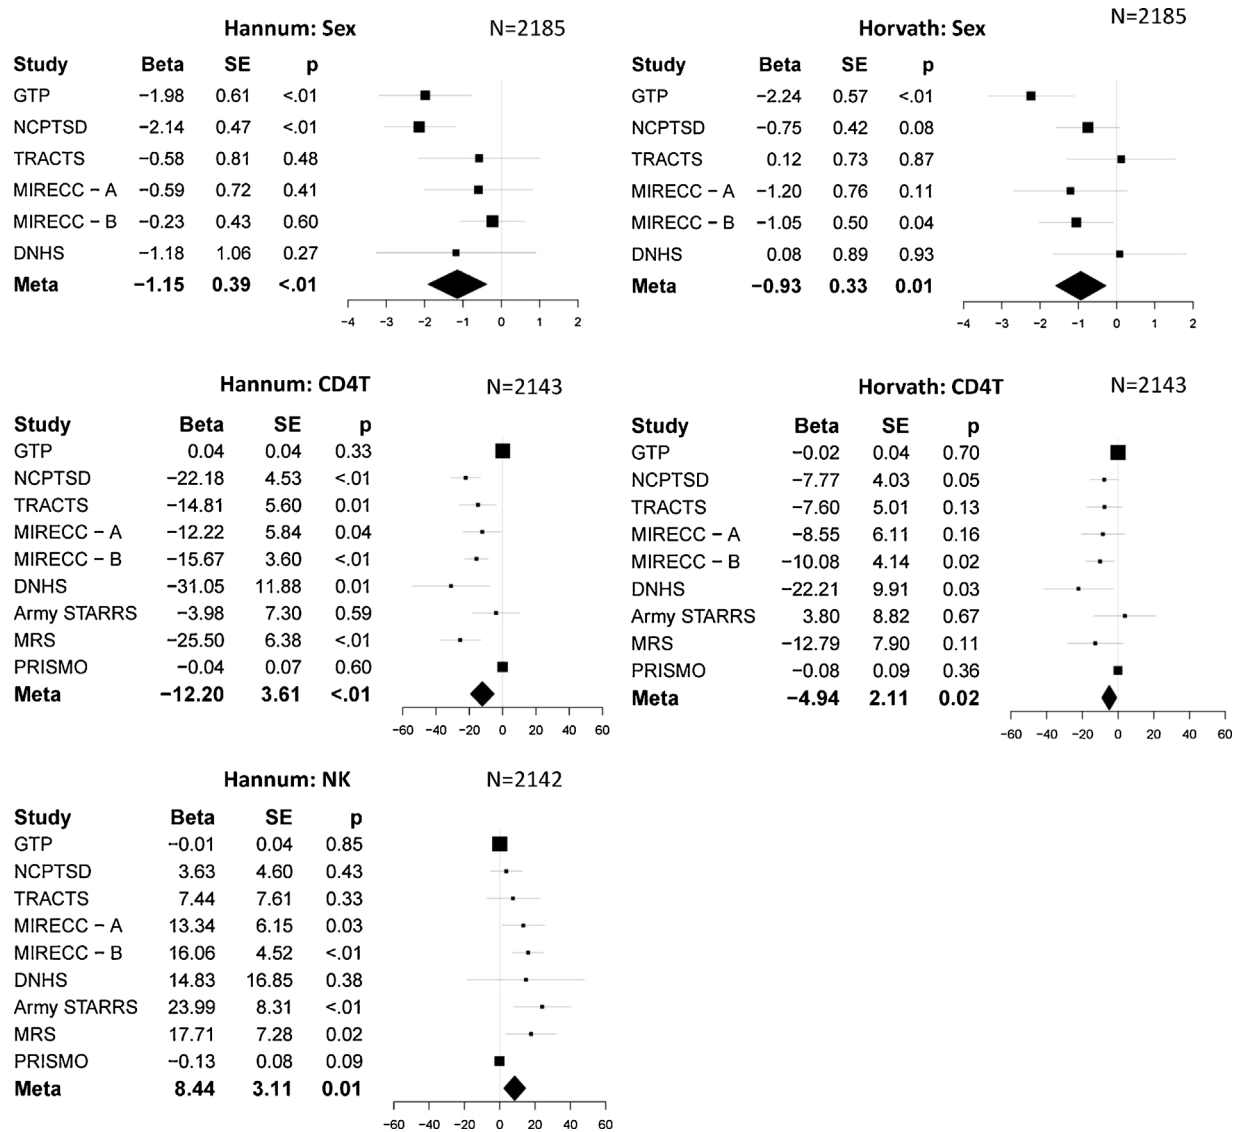 Hannum: Sex N=2185
Study Beta SE p
GTP −1.98 0.61 <.01
NCPTSD −2.14 0.47 <.01
TRACTS −0.58 0.81 0.48
MIRECC − A −0.59 0.72 0.41
MIRECC − B −0.23 0.43 0.60
DNHS −1.18 1.06 0.27
Meta −1.15 0.39 <.01
−4 −3 −2 −1 0 1 2
Horvath: Sex N=2185
Study Beta SE p
GTP −2.24 0.57 <.01
NCPTSD −0.75 0.42 0.08
TRACTS 0.12 0.73 0.87
MIRECC − A −1.20 0.76 0.11
MIRECC − B −1.05 0.50 0.04
DNHS 0.08 0.89 0.93
Meta −0.93 0.33 0.01
−4 −3 −2 −1 0 1 2
Hannum: CD4T N=2143
Study Beta SE p
GTP 0.04 0.04 0.33
NCPTSD −22.18 4.53 <.01
TRACTS −14.81 5.60 0.01
MIRECC − A −12.22 5.84 0.04
MIRECC − B −15.67 3.60 <.01
DNHS −31.05 11.88 0.01
Army STARRS −3.98 7.30 0.59
MRS −25.50 6.38 <.01
PRISMO −0.04 0.07 0.60
Meta −12.20 3.61 <.01
−60 −40 −20 0 20 40 60
Horvath: CD4T N=2143
Study Beta SE p
GTP −0.02 0.04 0.70
NCPTSD −7.77 4.03 0.05
TRACTS −7.60 5.01 0.13
MIRECC − A −8.55 6.11 0.16
MIRECC − B −10.08 4.14 0.02
DNHS −22.21 9.91 0.03
Army STARRS 3.80 8.82 0.67
MRS −12.79 7.90 0.11
PRISMO −0.08 0.09 0.36
Meta −4.94 2.11 0.02
−60 −40 −20 0 20 40 60
Hannum: NK N=2142
Study Beta SE p
GTP −0.01 0.04 0.85
NCPTSD 3.63 4.60 0.43
TRACTS 7.44 7.61 0.33
MIRECC − A 13.34 6.15 0.03
MIRECC − B 16.06 4.52 <.01
DNHS 14.83 16.85 0.38
Army STARRS 23.99 8.31 <.01
MRS 17.71 7.28 0.02
PRISMO −0.13 0.08 0.09
Meta 8.44 3.11 0.01
−60 −40 −20 0 20 40 60